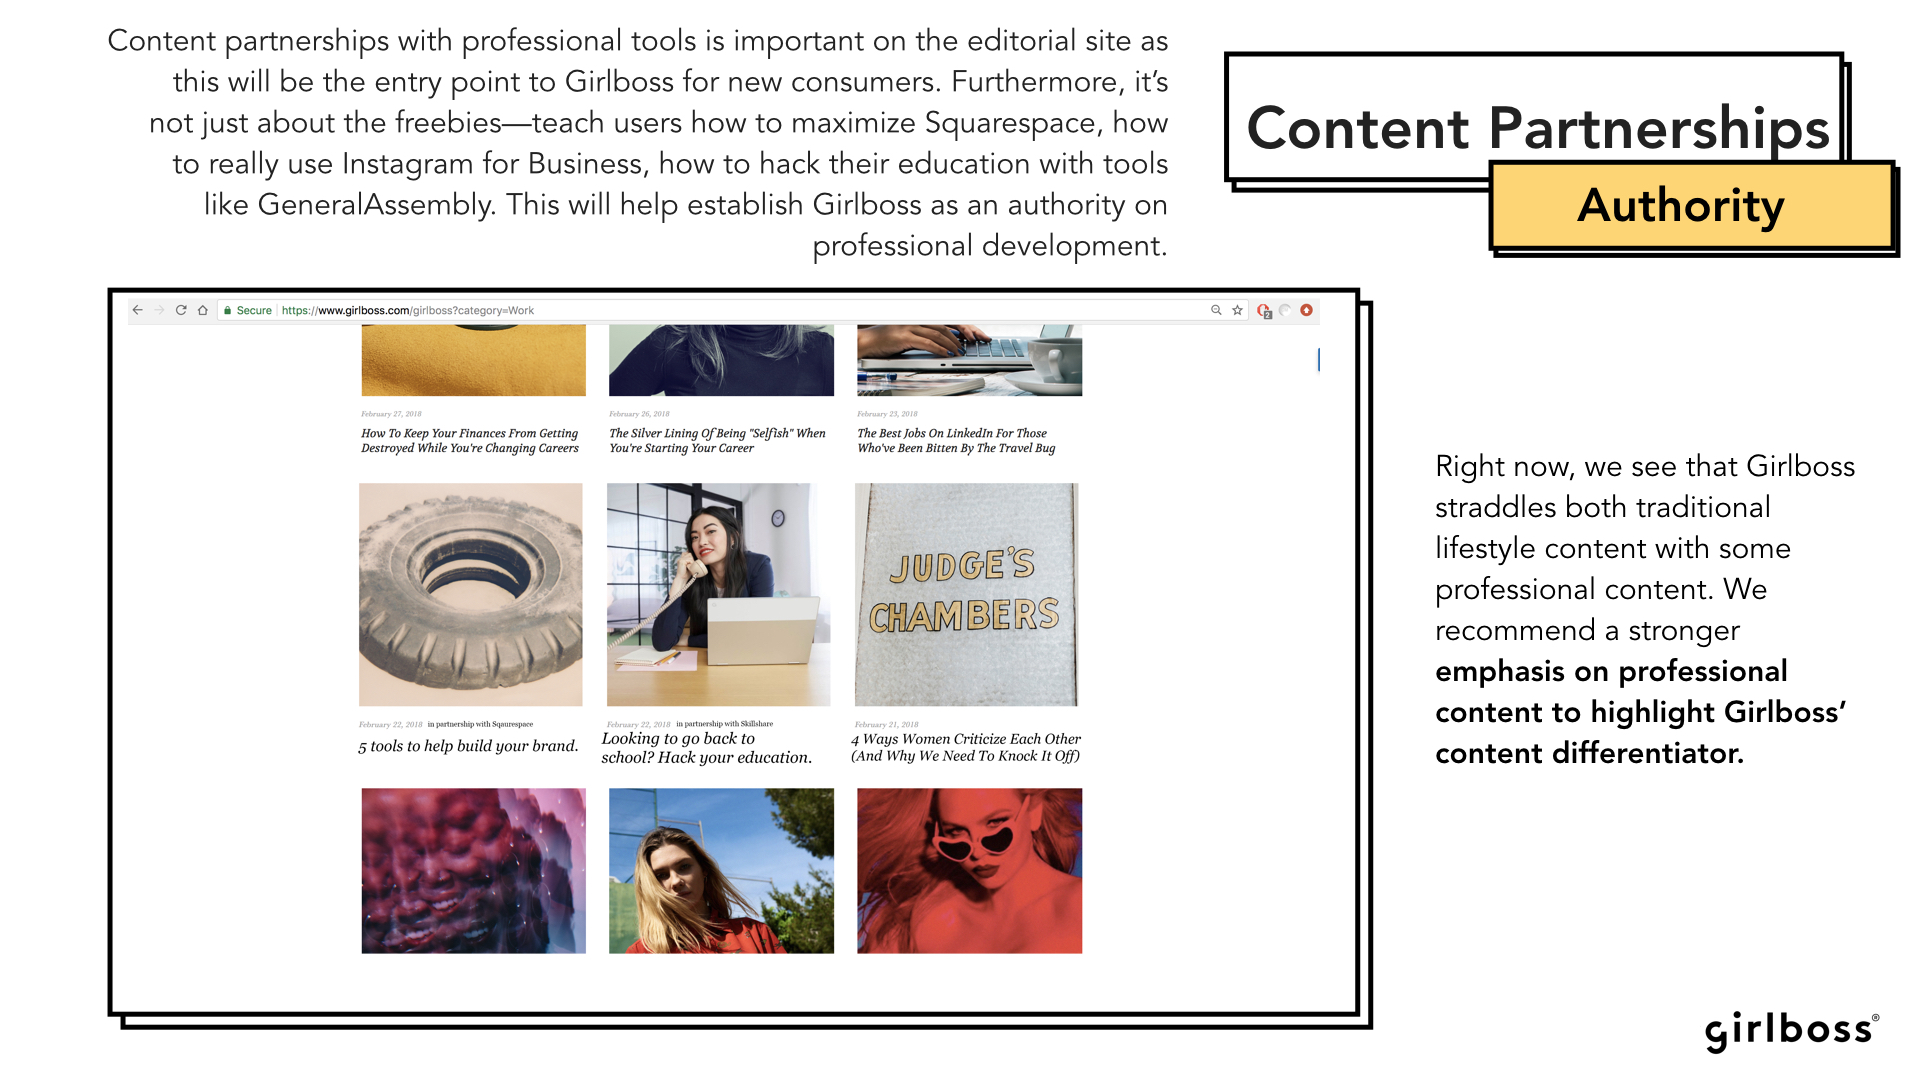 Content partnerships with professional tools is important on the editorial site as
this will be the entry point to Girlboss for new consumers. Furthermore, it’s
not just about the freebies—teach users how to maximize Squarespace, how
to really use Instagram for Business, how to hack their education with tools
like GeneralAssembly. This will help establish Girlboss as an authority on
professional development.
Content Partnerships
Authority
Secure https://www.girlboss.com/girlboss?category=Work
2
February 27, 2018
How To Keep Your Finances From Getting
Destroyed While You're Changing Careers
February 26, 2018
The Silver Lining Of Being "Selfish" When
You're Starting Your Career
February 23, 2018
The Best Jobs On LinkedIn For Those
Who've Been Bitten By The Travel Bug
JUDGE'S
CHAMBERS
February 22, 2018 in partnership with Sqaurespace
5 tools to help build your brand.
February 22, 2018 in partnership with Skillshare
Looking to go back to
school? Hack your education.
February 21, 2018
4 Ways Women Criticize Each Other
(And Why We Need To Knock It Off)
Right now, we see that Girlboss
straddles both traditional
lifestyle content with some
professional content. We
recommend a stronger
emphasis on professional
content to highlight Girlboss’
content differentiator.
girlboss®